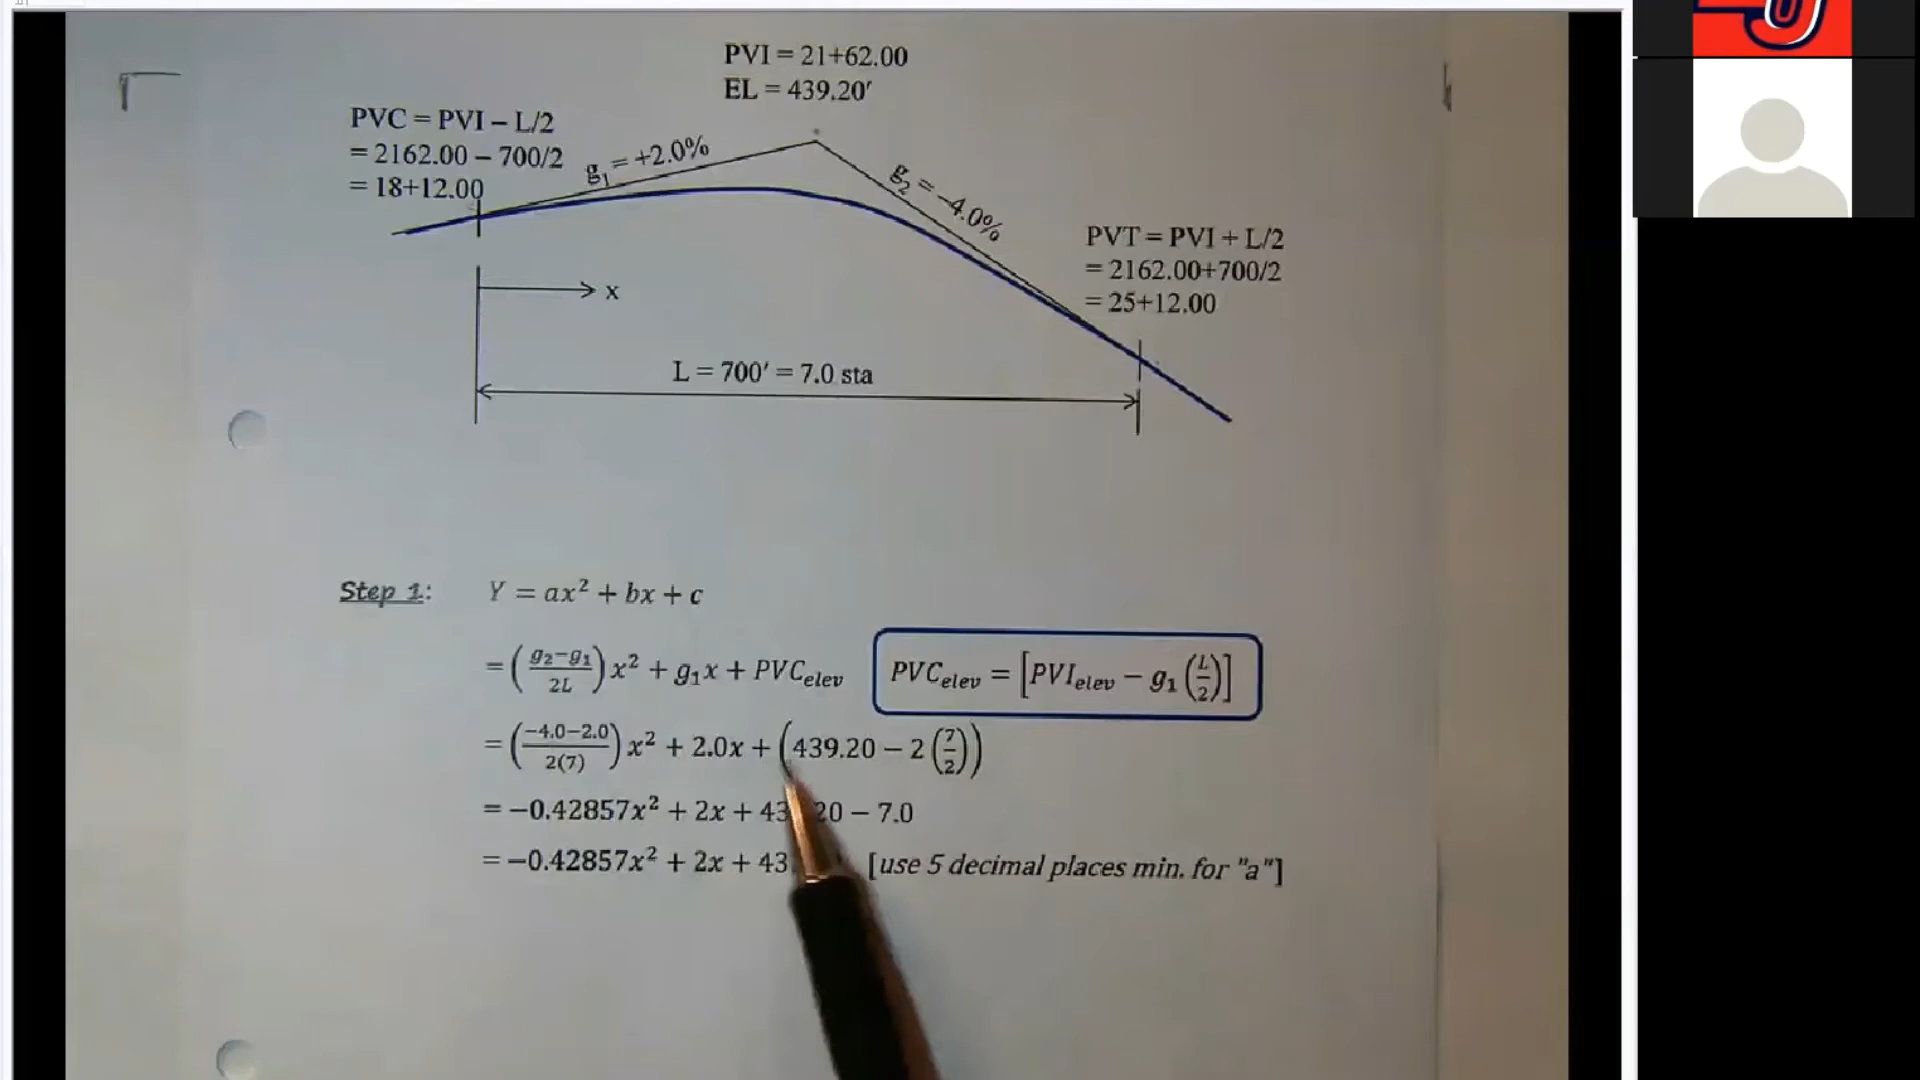 PVI = 21+62.00
EL = 439.20′
PVC = PVI – L/2
= 2162.00 – 700/2
= 18+12.00
g₁ = +2.0%
g₂ = -4.0%
PVT = PVI + L/2
= 2162.00+700/2
= 25+12.00
x
L = 700′ = 7.0 sta
Step 1: Y = ax² + bx + c
= ((g₂−g₁)/2L) x² + g₁x + PVC_elev
PVC_elev = [PVI_elev − g₁(L/2)]
= ((−4.0−2.0)/2(7)) x² + 2.0x + (439.20 − 2(7/2))
= −0.42857x² + 2x + 43 20 − 7.0
= −0.42857x² + 2x + 43 [use 5 decimal places min. for "a"]